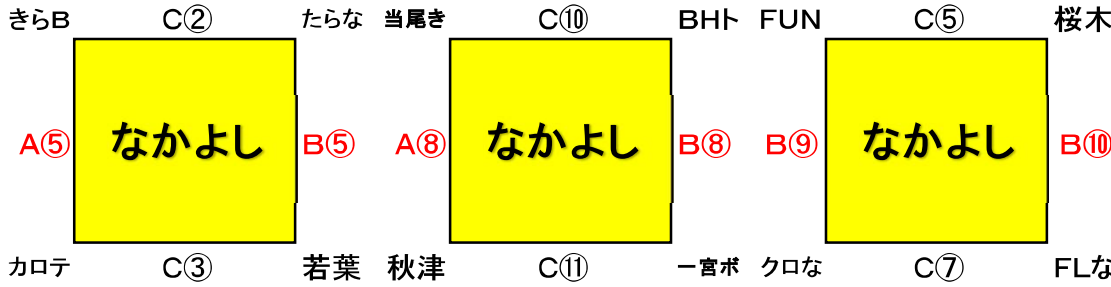 きらB C② たらな 当尾き C⑩ BHト FUN C⑤ 桜木
A⑤ なかよし B⑤ A⑧ なかよし B⑧ B⑨ なかよし B⑩
カロテ C③ 若葉 秋津 C⑪ 一宮ボ クロな C⑦ FLな